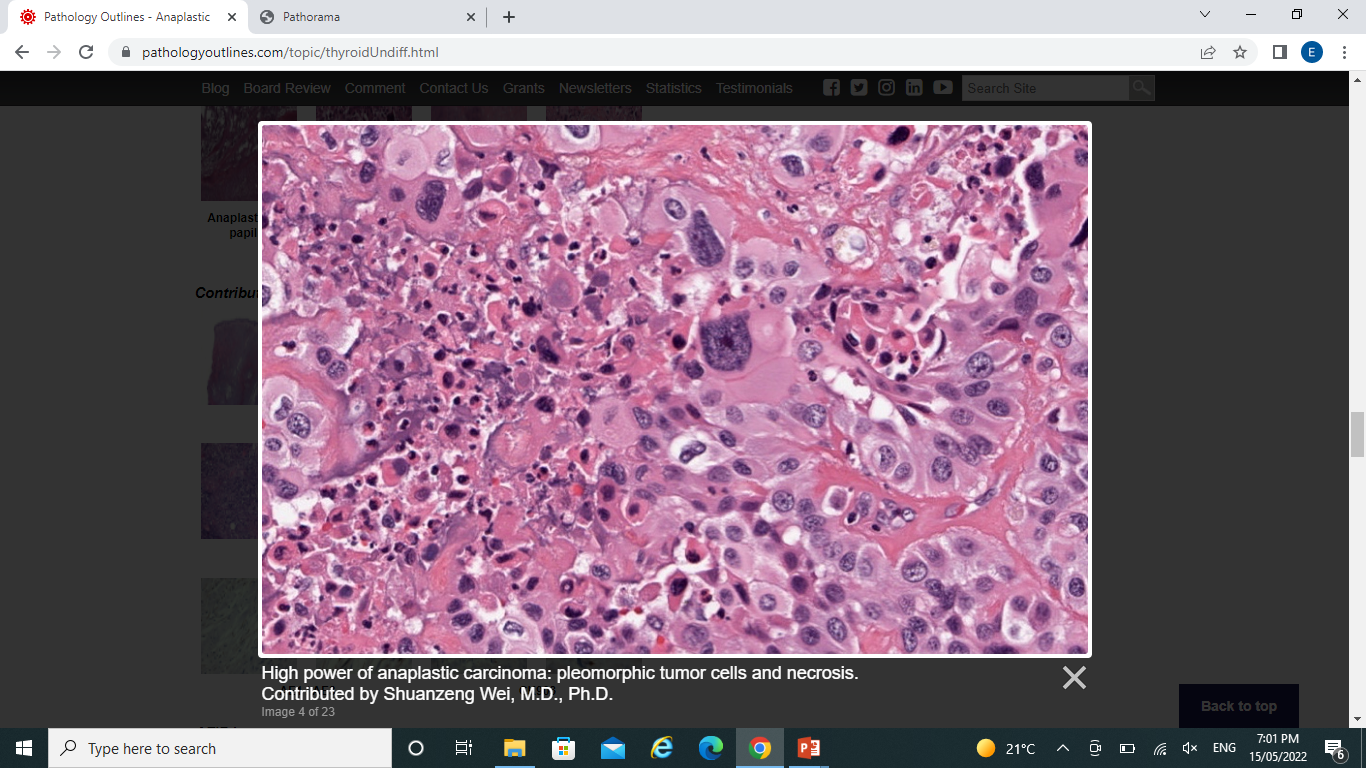 Pathology Outlines - Anaplastic
Pathorama
pathologyoutlines.com/topic/thyroidUndiff.html
E
Blog Board Review Comment Contact Us Grants Newsletters Statistics Testimonials
Search Site
Anaplast
papil
Contribut
High power of anaplastic carcinoma: pleomorphic tumor cells and necrosis.
Contributed by Shuanzeng Wei, M.D., Ph.D.
Image 4 of 23
Back to top
Type here to search
21°C
ENG
7:01 PM
15/05/2022
6